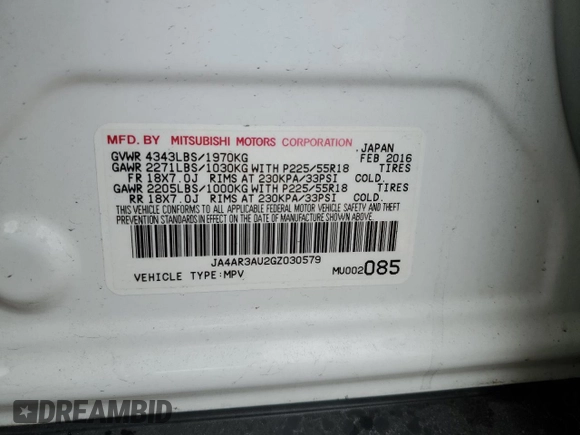 MFD. BY MITSUBISHI MOTORS CORPORATION. JAPAN
GVWR 4343LBS/1970KG FEB 2016
GAWR 2271LBS/1030KG WITH P225/55R18 TIRES
FR 18X7.0J RIMS AT 230KPA/33PSI COLD.
GAWR 2205LBS/1000KG WITH P225/55R18 TIRES
RR 18X7.0J RIMS AT 230KPA/33PSI COLD.
THIS VEHICLE CONFORMS TO ALL APPLICABLE FEDERAL MOTOR VEHICLE SAFETY AND THEFT
PREVENTION STANDARDS IN EFFECT ON THE DATE OF MANUFACTURE SHOWN ABOVE.
JA4AR3AU2GZ030579
VEHICLE TYPE:MPV MU002085
DREAMBID